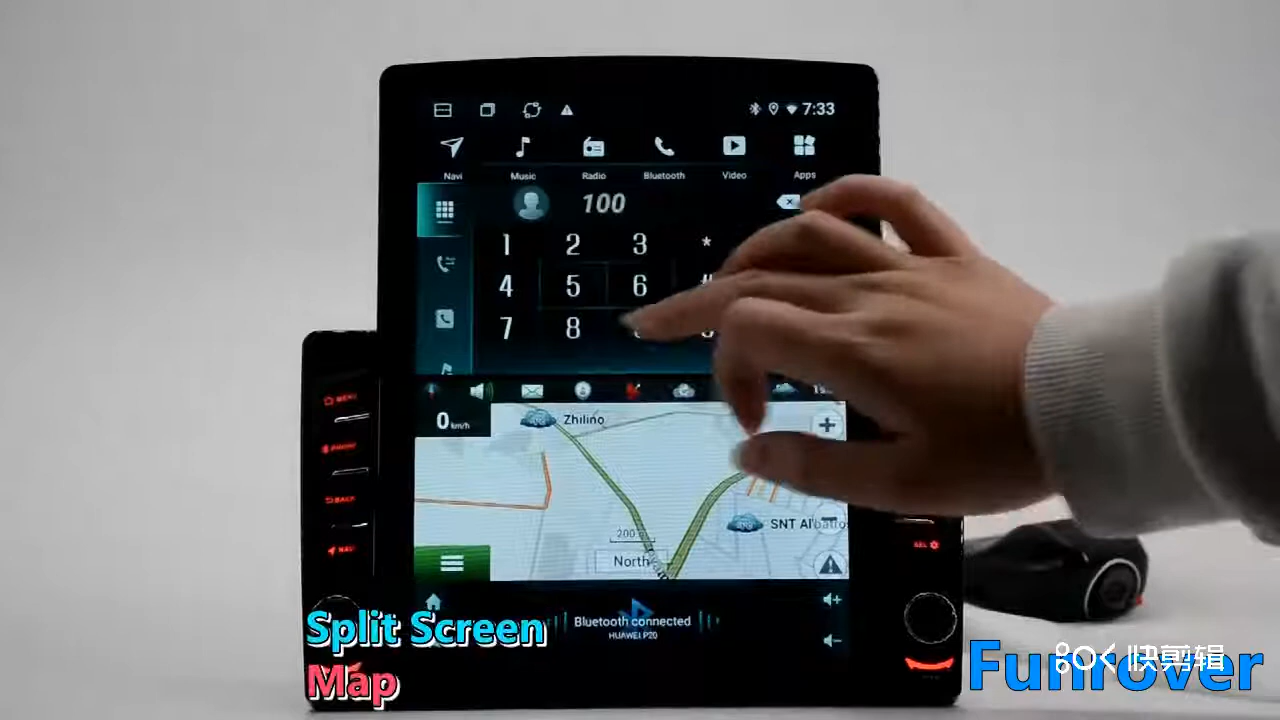 7:33
Navi Music Radio Bluetooth Video Apps
100
1 2 3 *
4 5 6
7 8
0 km/h
Zhilino
+
SNT Al'batros
200 m
North
MENU
BACK
NAVI
SEL
Bluetooth connected
HUAWEI P20
Split Screen
Map
Funrover
快剪辑